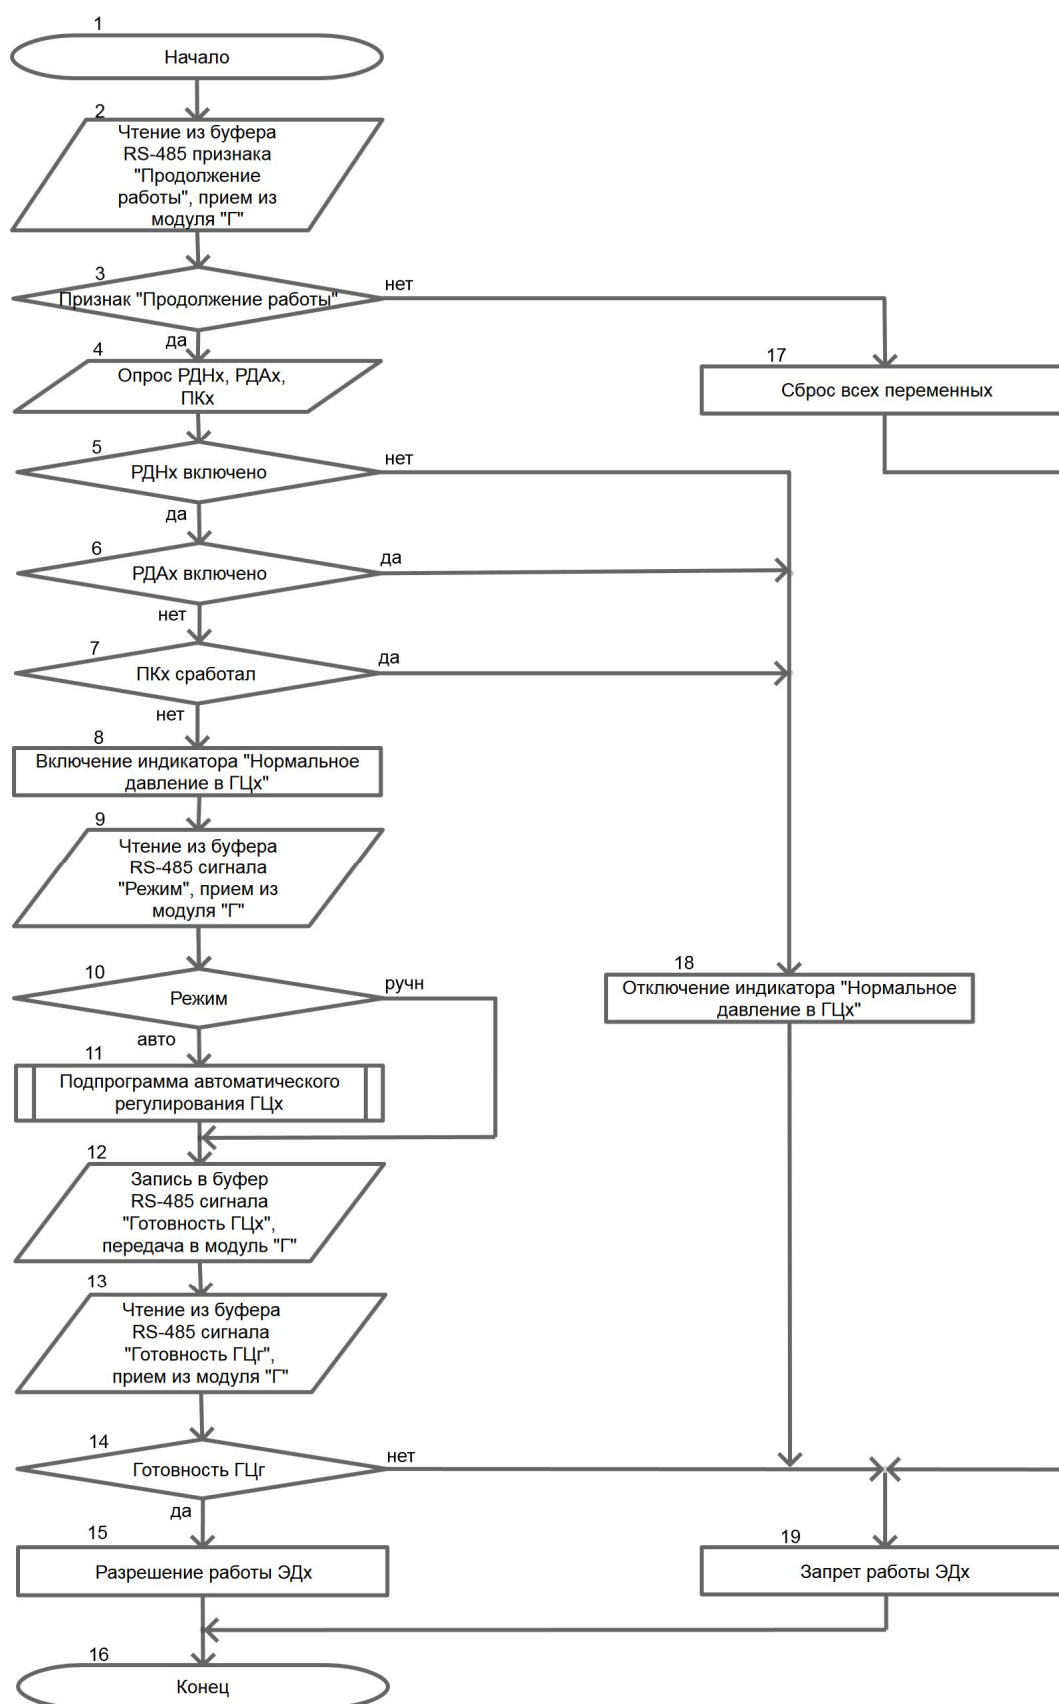 1
Начало
2
Чтение из буфера
RS-485 признака
"Продолжение
работы", прием из
модуля "Г"
3
Признак "Продолжение работы"
нет
да
4
Опрос РДНх, РДАх,
ПКх
17
Сброс всех переменных
5
РДНх включено
нет
да
6
РДАх включено
да
нет
7
ПКх сработал
да
нет
8
Включение индикатора "Нормальное
давление в ГЦх"
9
Чтение из буфера
RS-485 сигнала
"Режим", прием из
модуля "Г"
10
Режим
ручн
авто
18
Отключение индикатора "Нормальное
давление в ГЦх"
11
Подпрограмма автоматического
регулирования ГЦх
12
Запись в буфер
RS-485 сигнала
"Готовность ГЦх",
передача в модуль "Г"
13
Чтение из буфера
RS-485 сигнала
"Готовность ГЦг",
прием из модуля "Г"
14
Готовность ГЦг
нет
да
15
Разрешение работы ЭДх
19
Запрет работы ЭДх
16
Конец